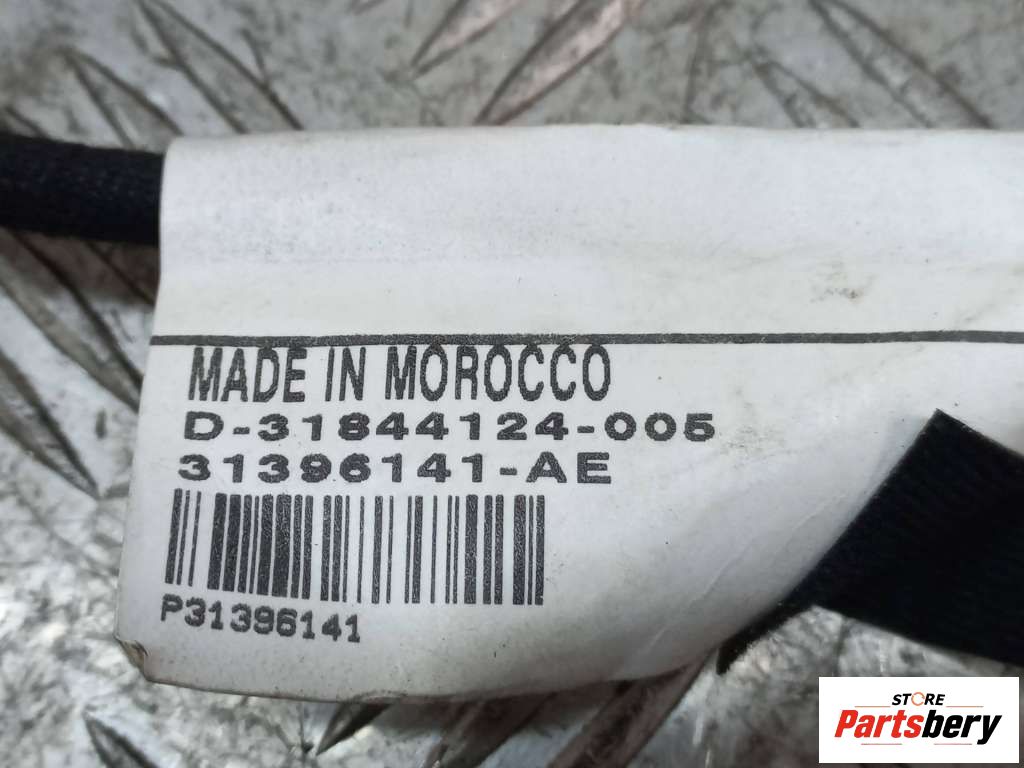 MADE IN MOROCCO
D-31844124-005
31396141-AE
P31396141
STORE
Partsbery